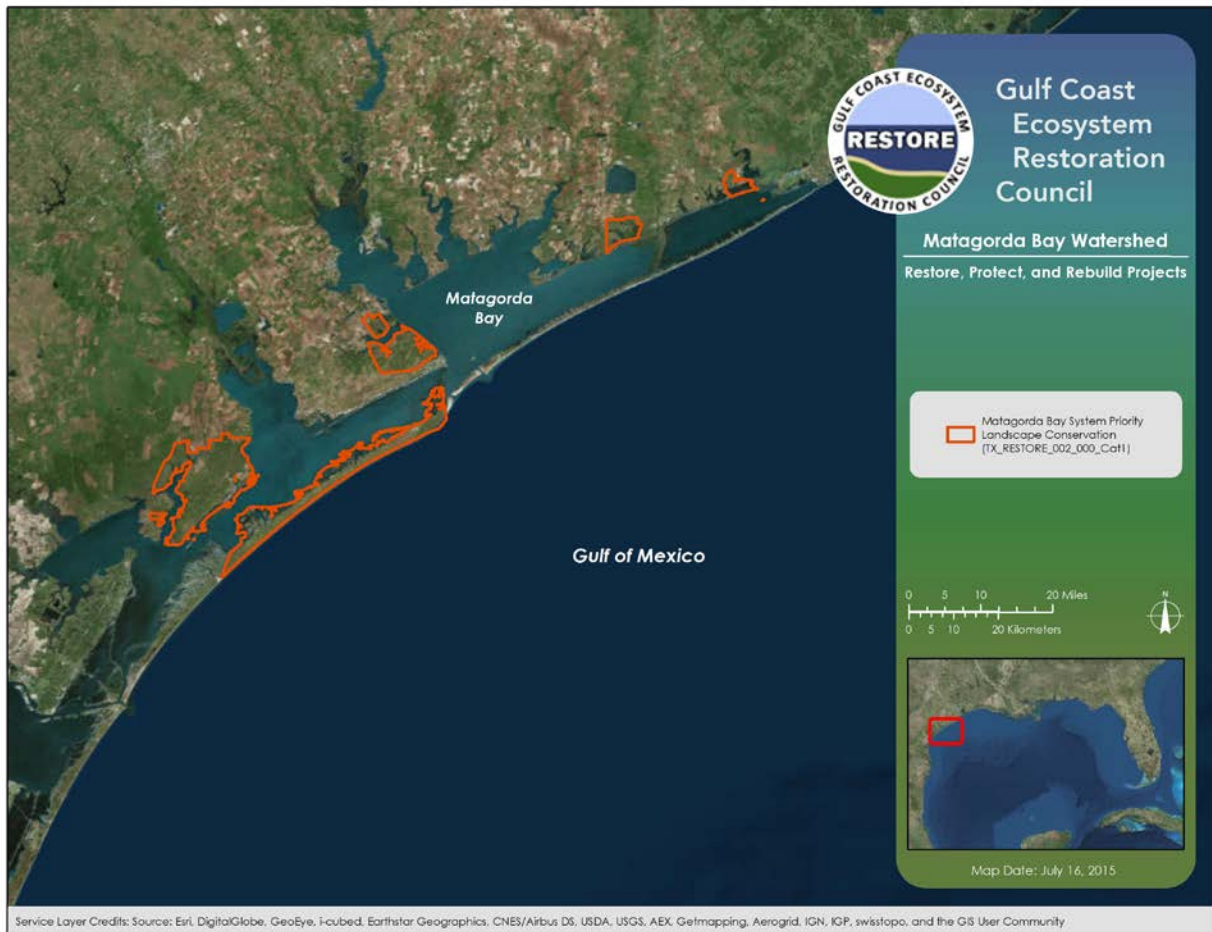 GULF COAST ECOSYSTEM
RESTORE
RESTORATION COUNCIL
Gulf Coast
Ecosystem
Restoration
Council
Matagorda Bay Watershed
Restore, Protect, and Rebuild Projects
Matagorda
Bay
Matagorda Bay System Priority
Landscape Conservation
(TX_RESTORE_002_000_Cat1)
Gulf of Mexico
0 5 10 20 Miles
0 5 10 20 Kilometers
N
Map Date: July 16, 2015
Service Layer Credits: Source: Esri, DigitalGlobe, GeoEye, i-cubed, Earthstar Geographics, CNES/Airbus DS, USDA, USGS, AEX, Getmapping, Aerogrid, IGN, IGP, swisstopo, and the GIS User Community